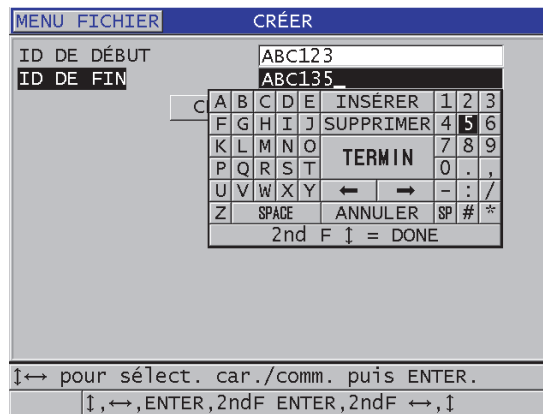 MENU FICHIER CRÉER
ID DE DÉBUT ABC123
ID DE FIN ABC135_
C
A B C D E INSÉRER 1 2 3
F G H I J SUPPRIMER 4 5 6
K L M N O TERMIN 7 8 9
P Q R S T 0 . ,
U V W X Y ← → - : /
Z SPACE ANNULER SP # *
2nd F ↕ = DONE
↕↔ pour sélect. car./comm. puis ENTER.
↕,↔,ENTER,2ndF ENTER,2ndF ↔,↕